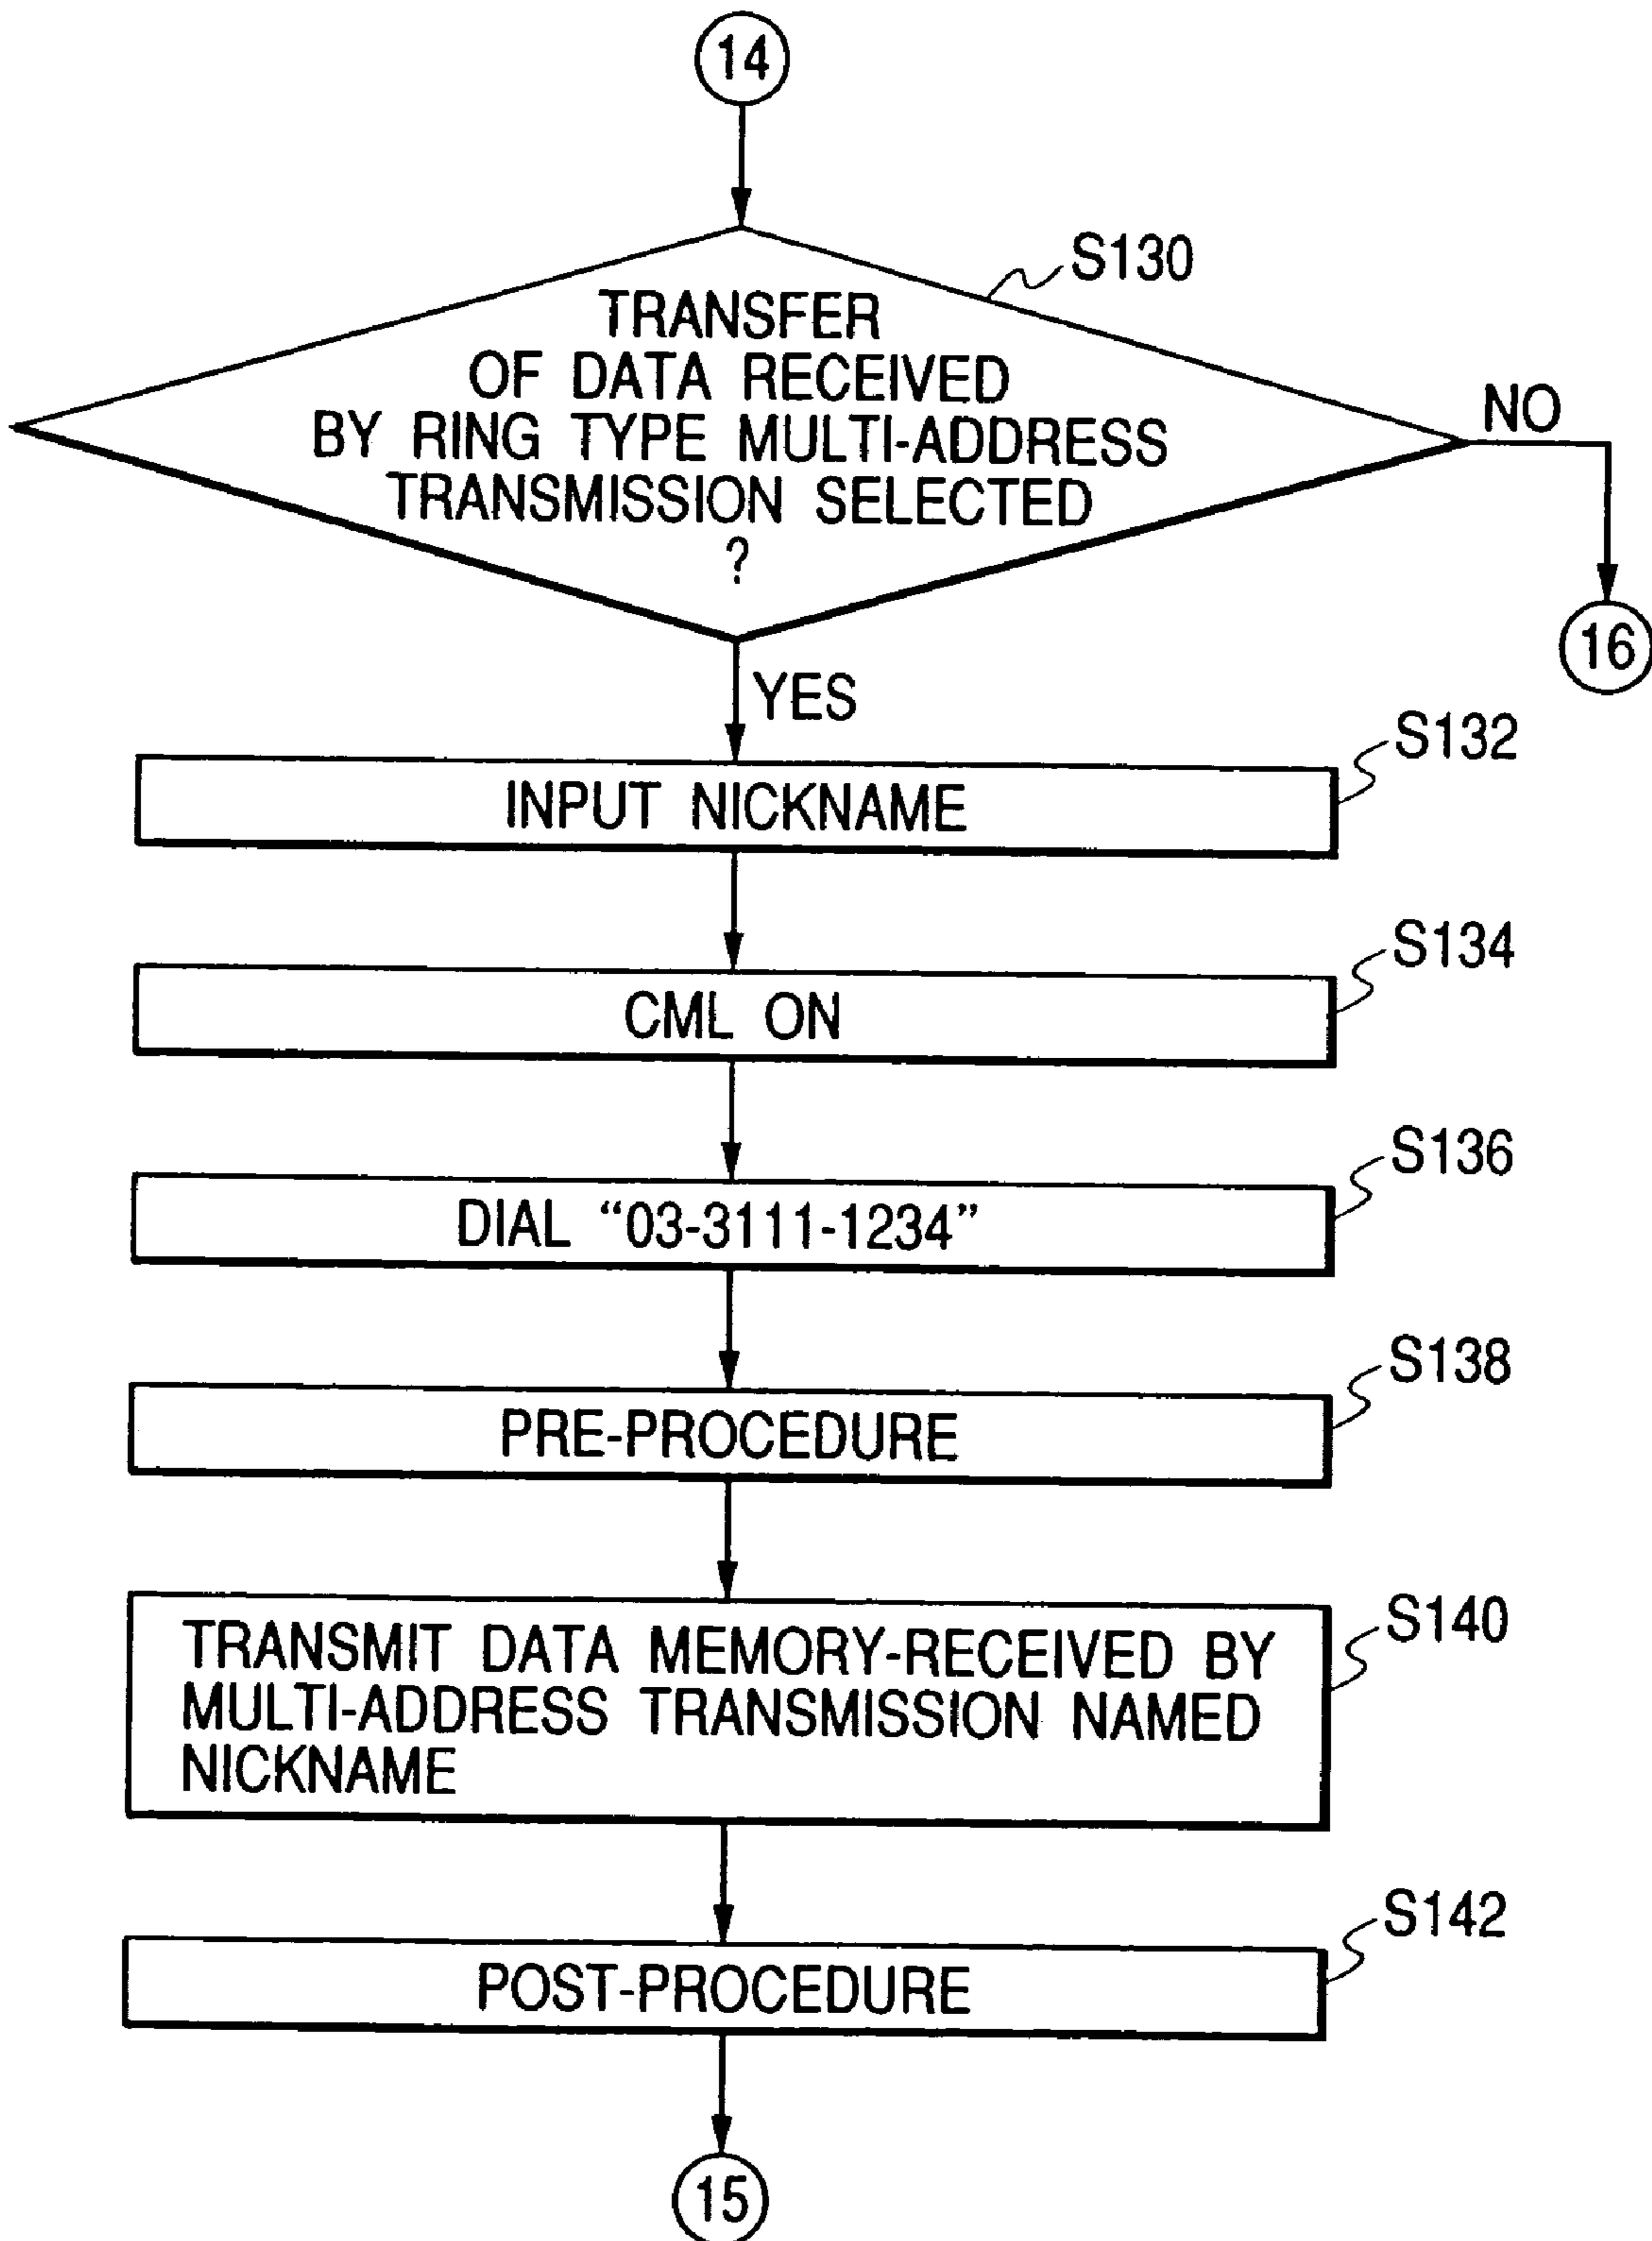 14
S130
TRANSFER
OF DATA RECEIVED
BY RING TYPE MULTI-ADDRESS
TRANSMISSION SELECTED
?
NO
16
YES
S132
INPUT NICKNAME
S134
CML ON
S136
DIAL “03-3111-1234”
S138
PRE-PROCEDURE
S140
TRANSMIT DATA MEMORY-RECEIVED BY
MULTI-ADDRESS TRANSMISSION NAMED
NICKNAME
S142
POST-PROCEDURE
15